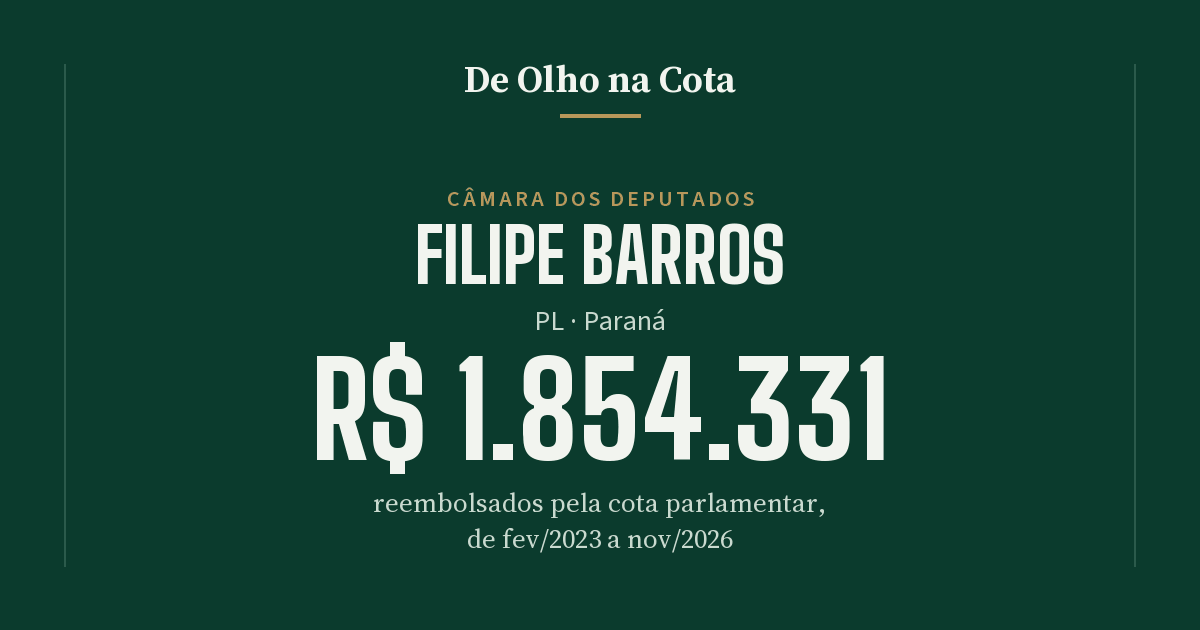 De Olho na Cota
CÂMARA DOS DEPUTADOS
FILIPE BARROS
PL · Paraná
R$ 1.854.331
reembolsados pela cota parlamentar,
de fev/2023 a nov/2026